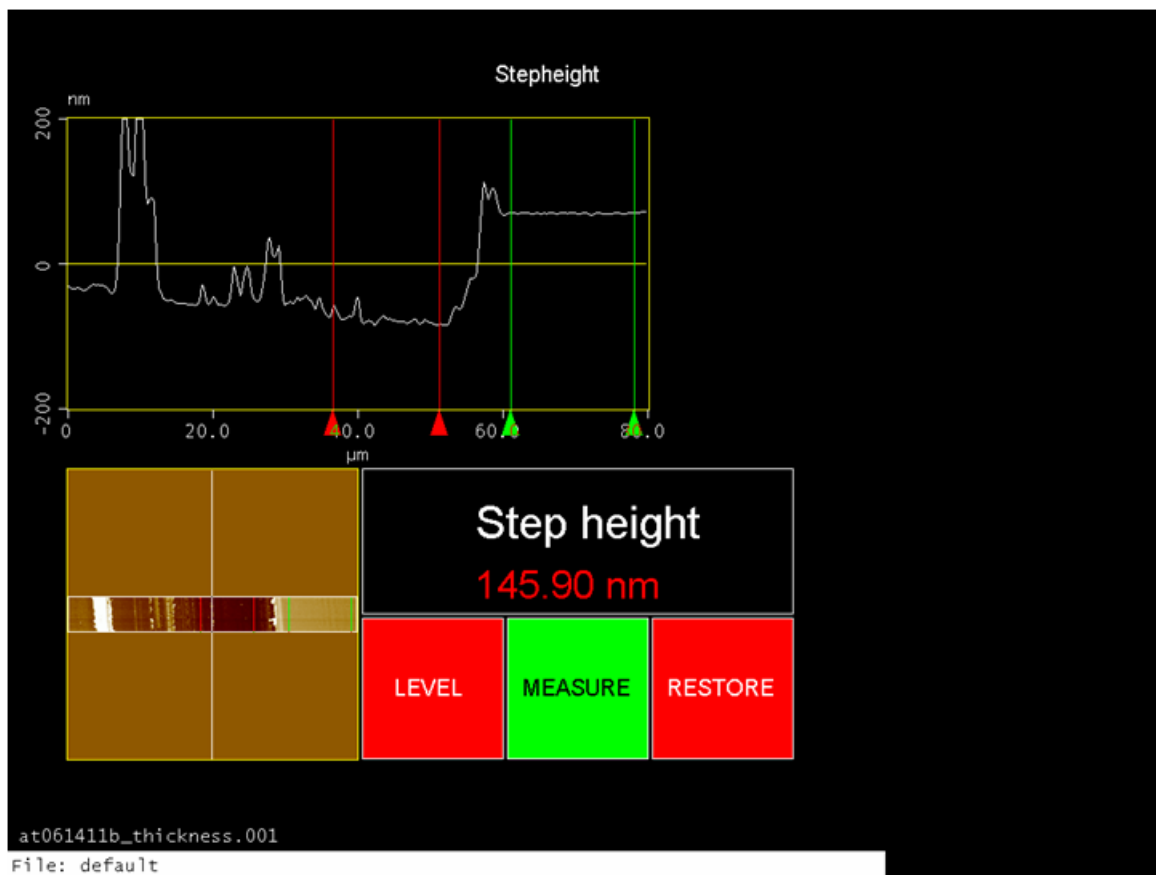 Stepheight
nm
200
0
-200
0 20.0 40.0 60.0 80.0
µm
Step height
145.90 nm
LEVEL MEASURE RESTORE
at061411b_thickness.001
File: default